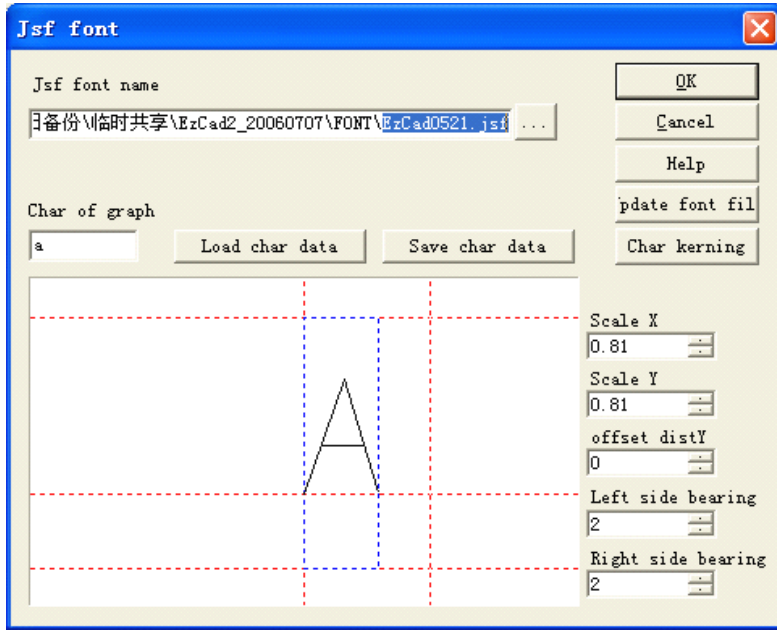 Jsf font
Jsf font name
日备份\临时共享\EzCad2_20060707\FONT\EzCad0521.jsf
...
OK
Cancel
Help
pdate font fil
Char kerning
Char of graph
a
Load char data
Save char data
Scale X
0.81
Scale Y
0.81
offset distY
0
Left side bearing
2
Right side bearing
2